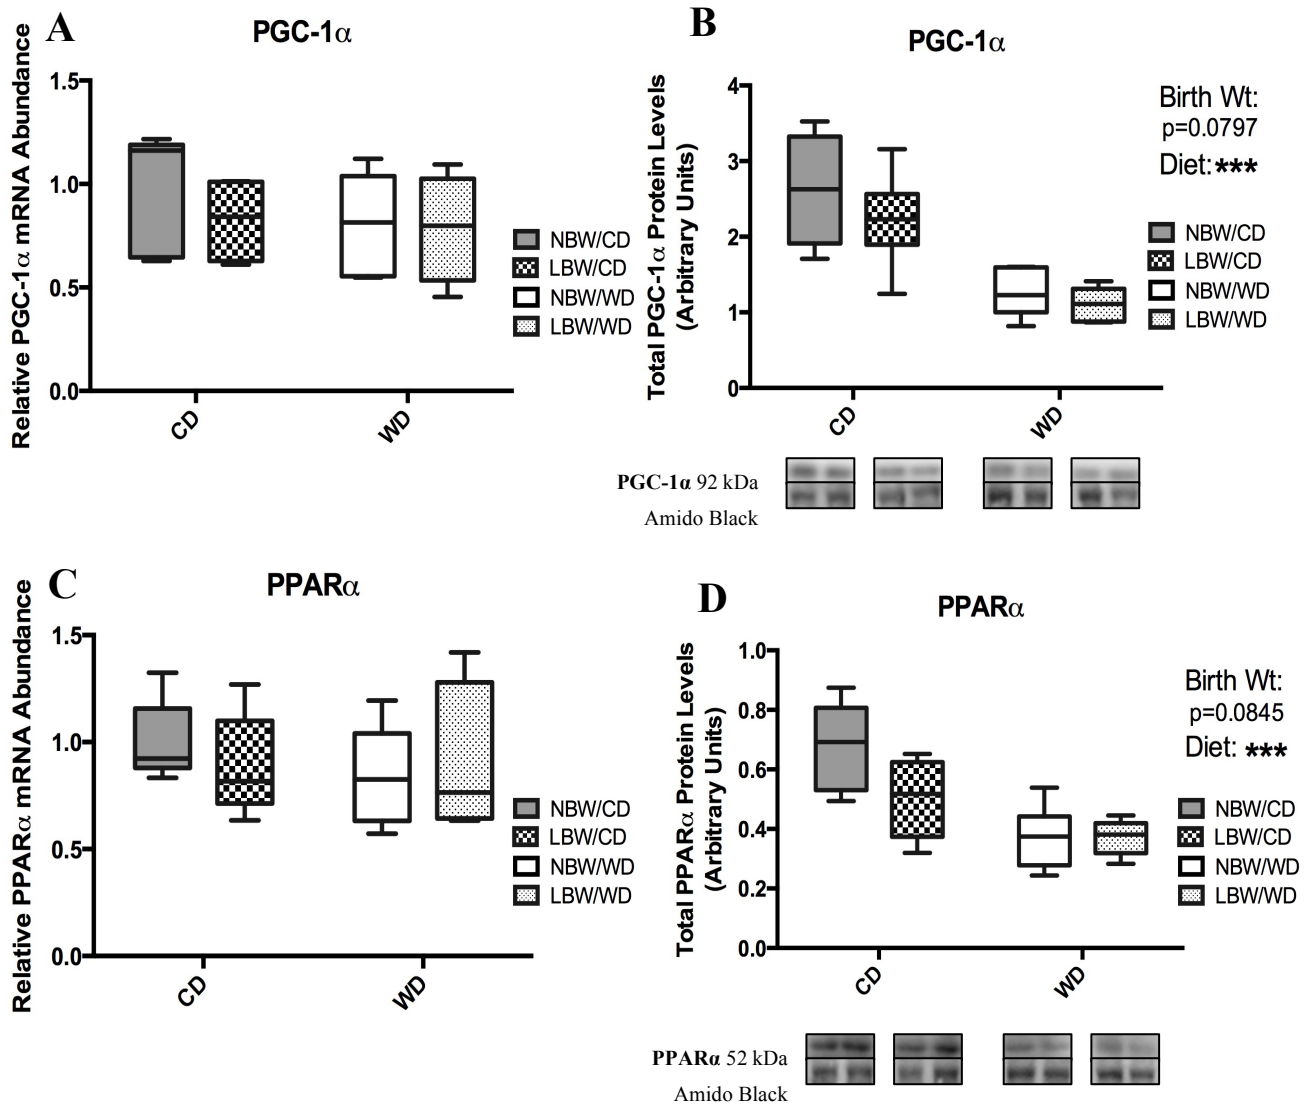 A
PGC-1α
Relative PGC-1α mRNA Abundance
1.5
1.0
0.5
0.0
CD
WD
NBW/CD
LBW/CD
NBW/WD
LBW/WD
B
PGC-1α
Total PGC-1α Protein Levels
(Arbitrary Units)
4
3
2
1
0
CD
WD
Birth Wt:
p=0.0797
Diet:***
NBW/CD
LBW/CD
NBW/WD
LBW/WD
PGC-1α 92 kDa
Amido Black
C
PPARα
Relative PPARα mRNA Abundance
1.5
1.0
0.5
0.0
CD
WD
NBW/CD
LBW/CD
NBW/WD
LBW/WD
D
PPARα
Total PPARα Protein Levels
(Arbitrary Units)
1.0
0.8
0.6
0.4
0.2
0.0
CD
WD
Birth Wt:
p=0.0845
Diet: ***
NBW/CD
LBW/CD
NBW/WD
LBW/WD
PPARα 52 kDa
Amido Black